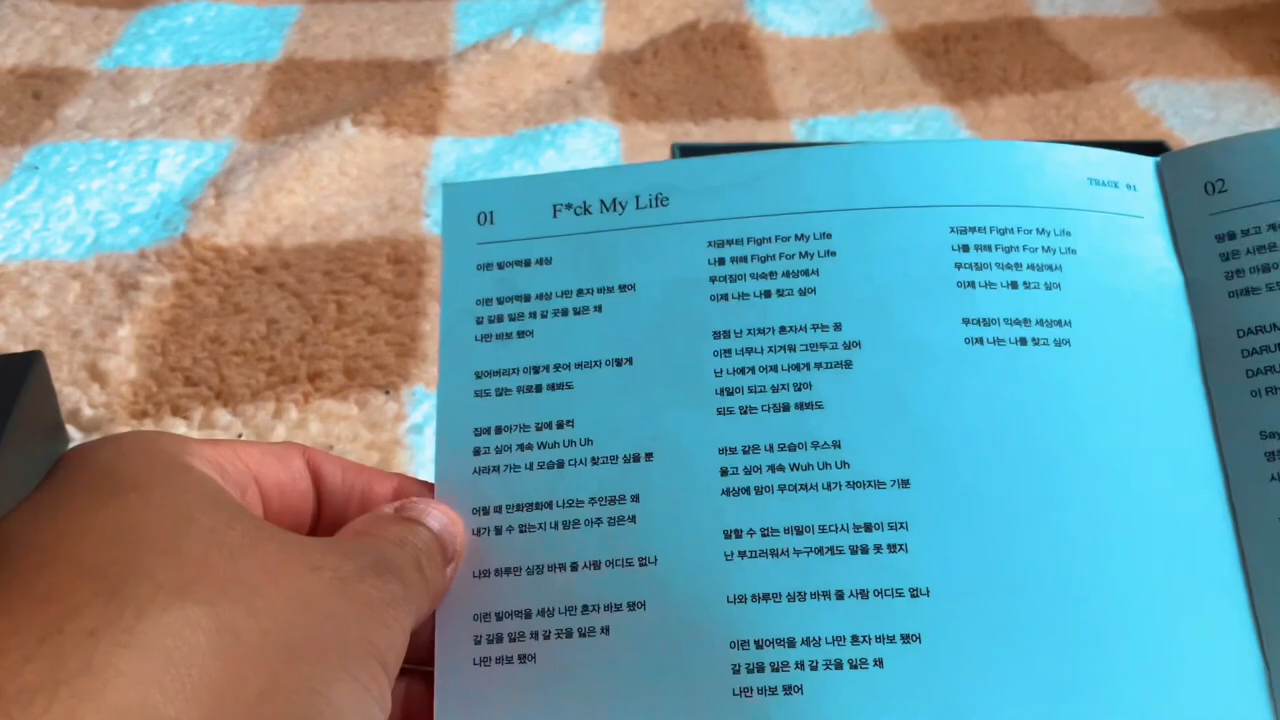 01 F*ck My Life
TRACK 01
이런 빌어먹을 세상
이런 빌어먹을 세상 나만 혼자 바보 됐어
갈 길을 잃은 채 갈 곳을 잃은 채
나만 바보 됐어
잊어버리자 이렇게 웃어 버리자 이렇게
되도 않는 위로를 해봐도
집에 돌아가는 길에 울컥
울고 싶어 계속 Wuh Uh Uh
사라져 가는 내 모습을 다시 찾고만 싶을 뿐
어릴 때 만화영화에 나오는 주인공은 왜
내가 될 수 없는지 내 맘은 아주 검은색
나와 하루만 심장 바꿔 줄 사람 어디도 없나
이런 빌어먹을 세상 나만 혼자 바보 됐어
갈 길을 잃은 채 갈 곳을 잃은 채
나만 바보 됐어
지금부터 Fight For My Life
나를 위해 Fight For My Life
무뎌짐이 익숙한 세상에서
이제 나는 나를 찾고 싶어
점점 난 지쳐가 혼자서 꾸는 꿈
이젠 너무나 지겨워 그만두고 싶어
난 나에게 어제 나에게 부끄러운
내일이 되고 싶지 않아
되도 않는 다짐을 해봐도
바보 같은 내 모습이 우스워
울고 싶어 계속 Wuh Uh Uh
세상에 맘이 무뎌져서 내가 작아지는 기분
말할 수 없는 비밀이 또다시 눈물이 되지
난 부끄러워서 누구에게도 말을 못 했지
나와 하루만 심장 바꿔 줄 사람 어디도 없나
이런 빌어먹을 세상 나만 혼자 바보 됐어
갈 길을 잃은 채 갈 곳을 잃은 채
나만 바보 됐어
지금부터 Fight For My Life
나를 위해 Fight For My Life
무뎌짐이 익숙한 세상에서
이제 나는 나를 찾고 싶어
무뎌짐이 익숙한 세상에서
이제 나는 나를 찾고 싶어
02
땅을 보고
많은 사연은
강한 마음이
미래는
DARUM
DARU
DARU
이
Say